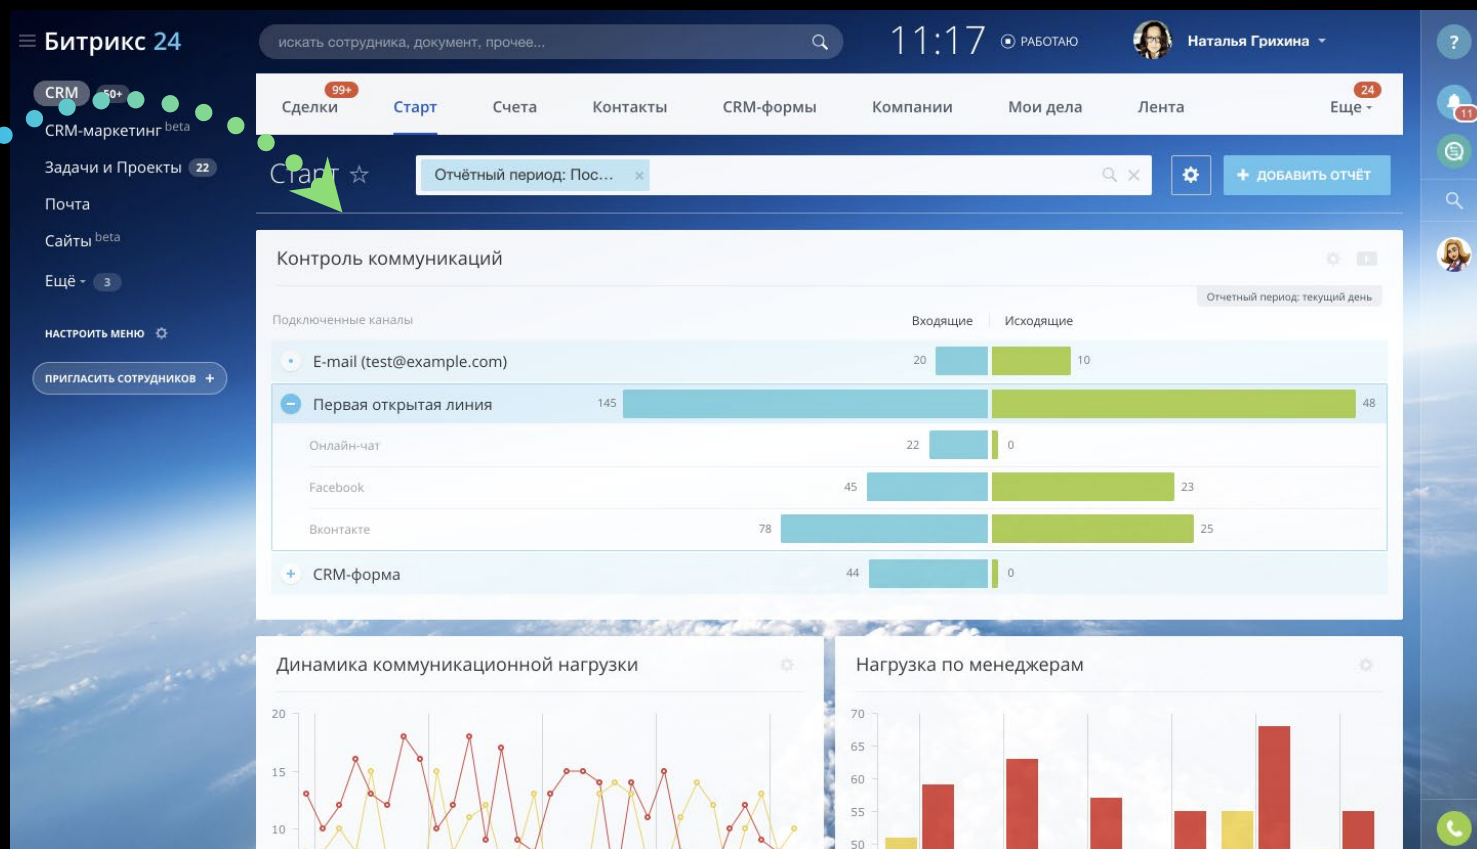 Битрикс 24
искать сотрудника, документ, прочее...
11:17 РАБОТАЮ
Наталья Грихина
?
CRM 50+
CRM-маркетинг beta
Задачи и Проекты 22
Почта
Сайты beta
Ещё 3
НАСТРОИТЬ МЕНЮ
ПРИГЛАСИТЬ СОТРУДНИКОВ +
99+ 24
Сделки Старт Счета Контакты CRM-формы Компании Мои дела Лента Еще
11
Старт
Отчётный период: Пос... ×
+ ДОБАВИТЬ ОТЧЁТ
Контроль коммуникаций
Отчетный период: текущий день
Подключенные каналы Входящие Исходящие
E-mail (test@example.com) 20 10
Первая открытая линия 145 48
Онлайн-чат 22 0
Facebook 45 23
Вконтакте 78 25
CRM-форма 44 0
Динамика коммуникационной нагрузки
20
15
10
Нагрузка по менеджерам
70
65
60
55
50